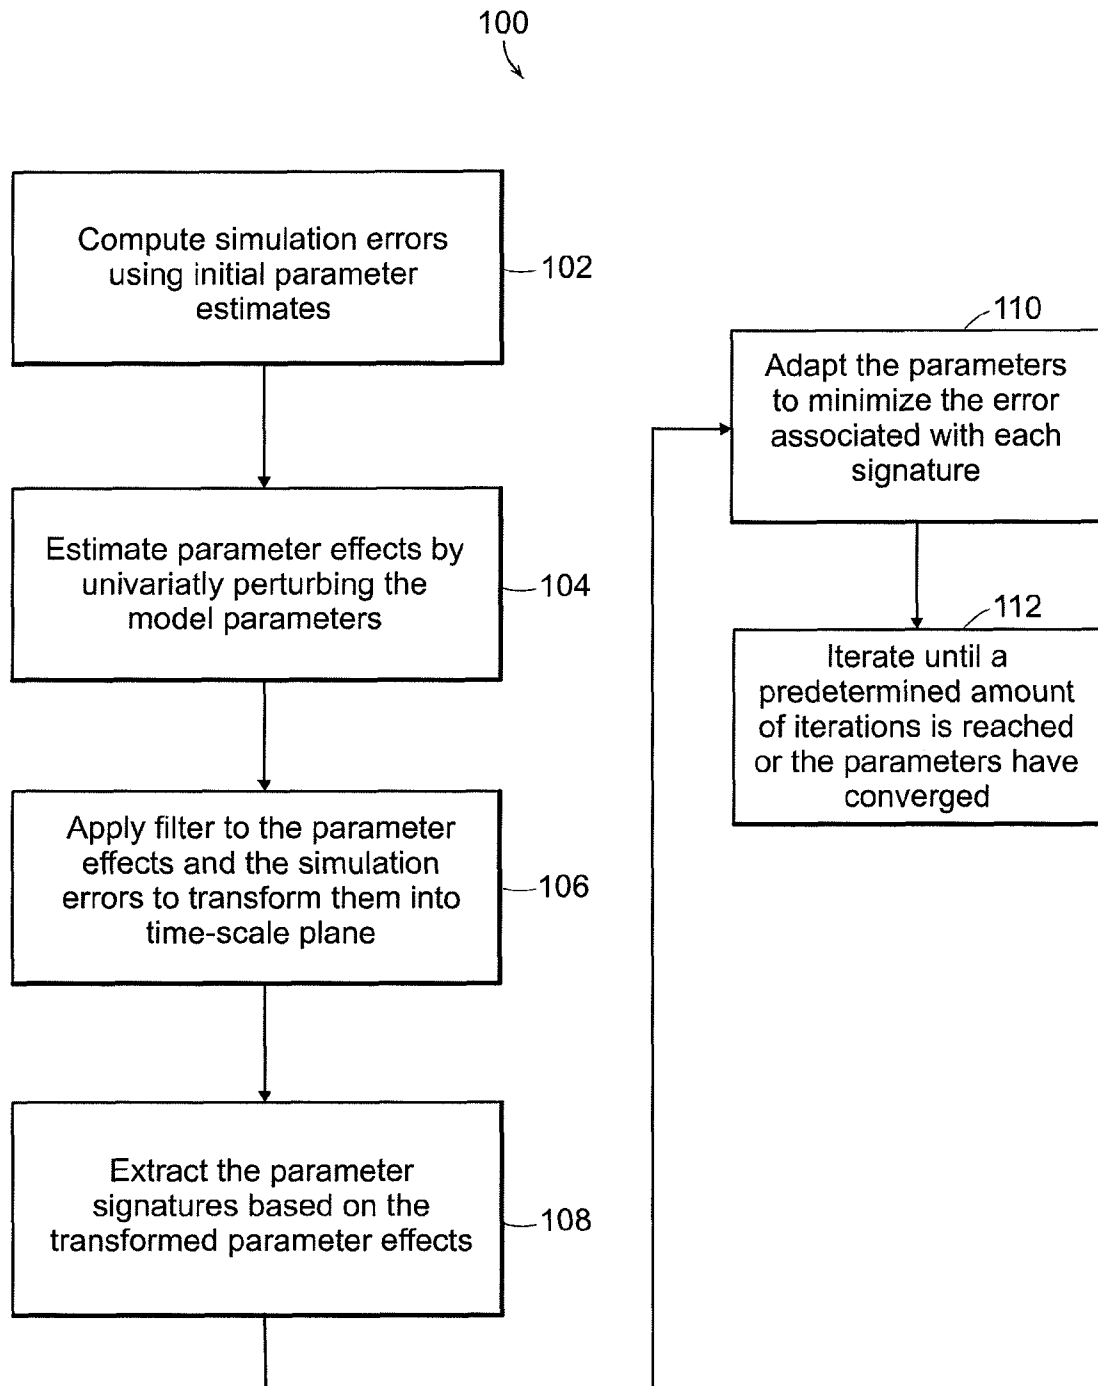 100
Compute simulation errors
using initial parameter
estimates
102
Estimate parameter effects by
univariatly perturbing the
model parameters
104
Apply filter to the parameter
effects and the simulation
errors to transform them into
time-scale plane
106
Extract the parameter
signatures based on the
transformed parameter effects
108
110
Adapt the parameters
to minimize the error
associated with each
signature
112
Iterate until a
predetermined amount
of iterations is reached
or the parameters have
converged